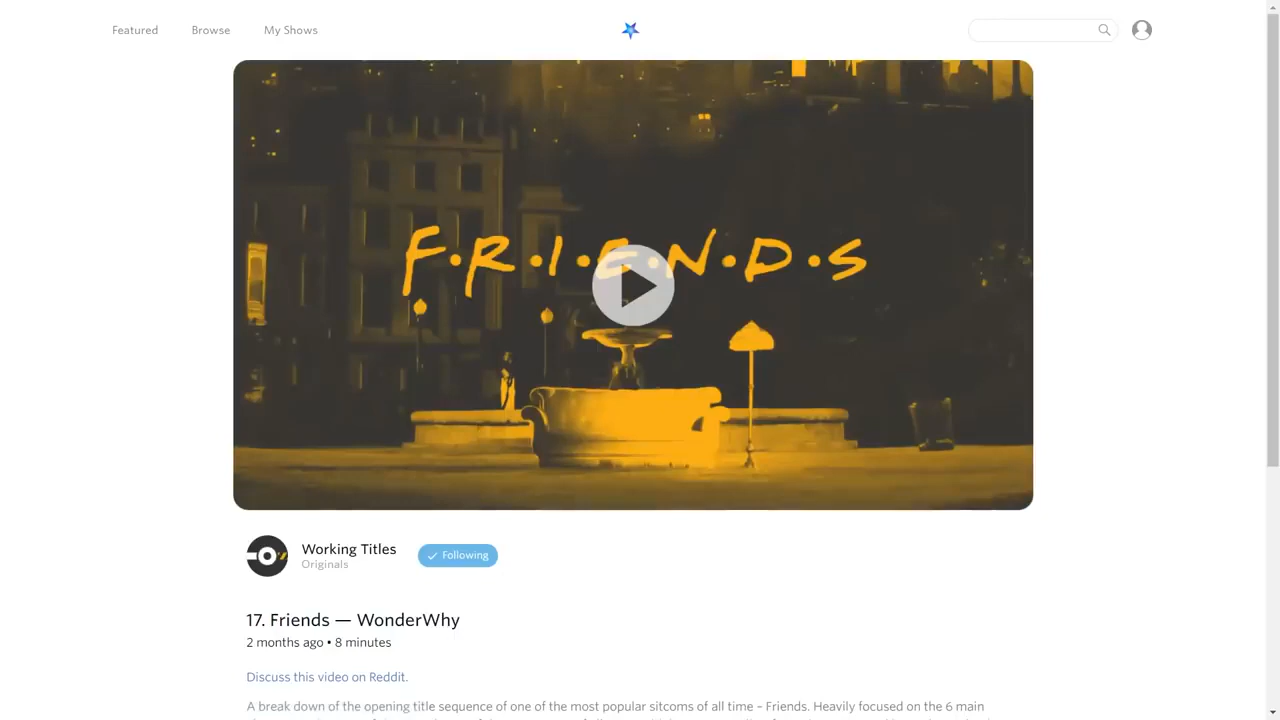 Featured Browse My Shows
F•R•I•E•N•D•S
Working Titles
Originals
Following
17. Friends — WonderWhy
2 months ago • 8 minutes
Discuss this video on Reddit.
A break down of the opening title sequence of one of the most popular sitcoms of all time – Friends. Heavily focused on the 6 main